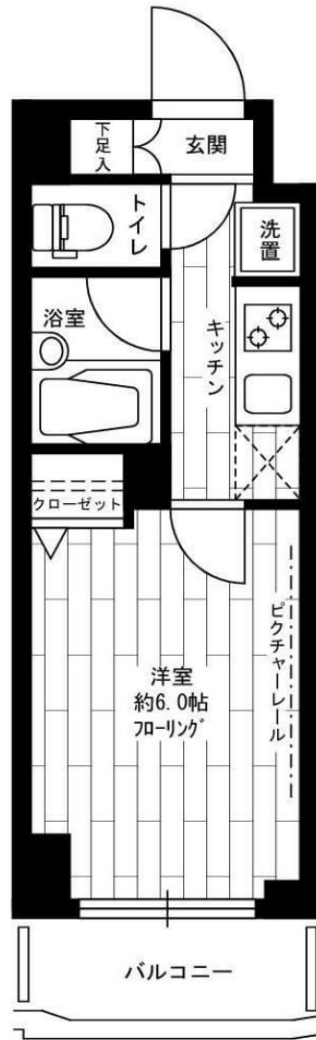 下足入
玄関
トイレ
洗置
浴室
キッチン
クローゼット
洋室
約6.0帖
フローリング
ピクチャーレール
バルコニー